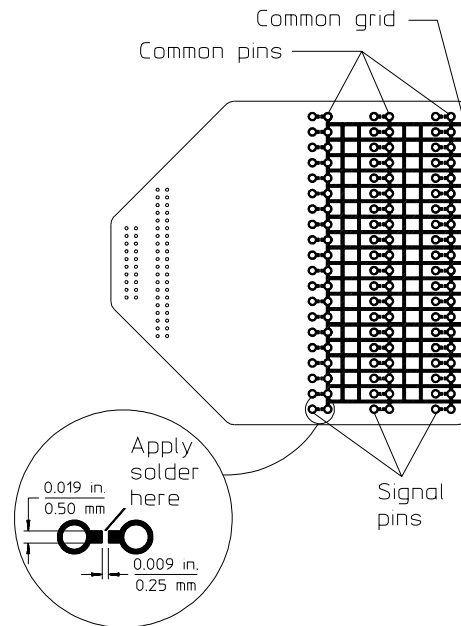 Common grid
Common pins
Apply
solder
here
0.019 in.
0.50 mm
0.009 in.
0.25 mm
Signal
pins